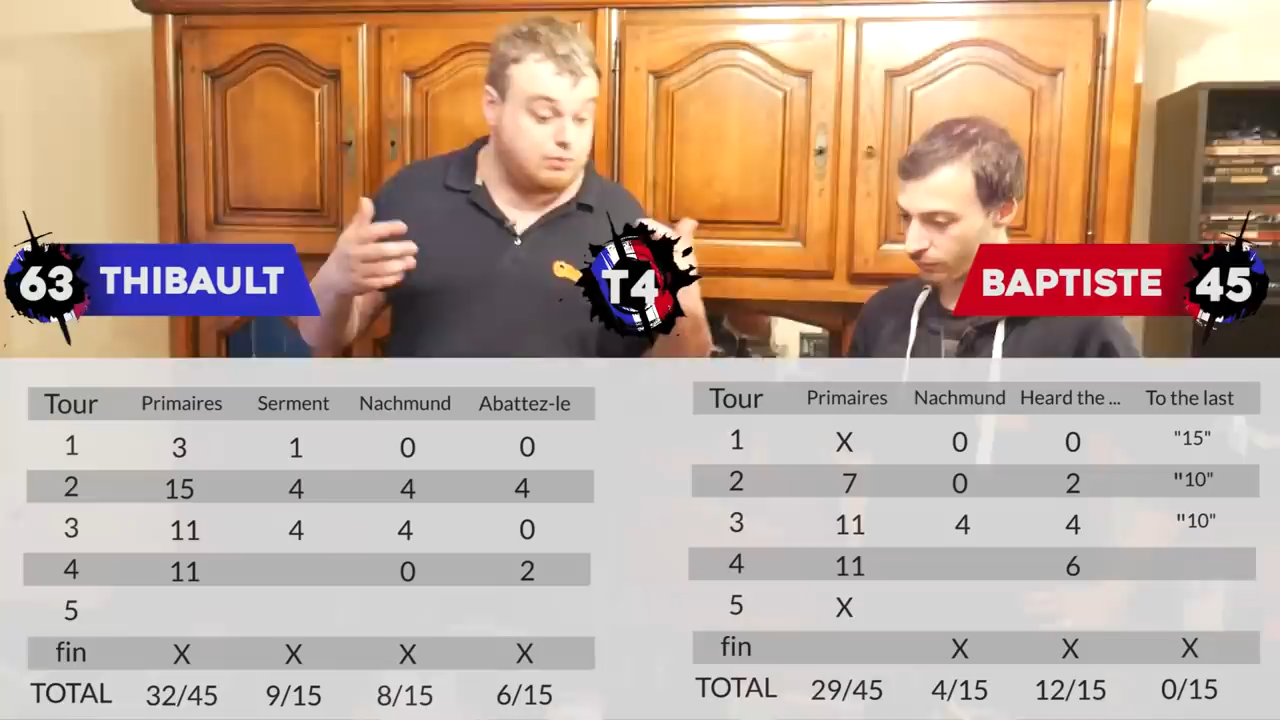 63 THIBAULT
T4
BAPTISTE 45
Tour Primaires Serment Nachmund Abattez-le
1 3 1 0 0
2 15 4 4 4
3 11 4 4 0
4 11 0 2
5
fin X X X X
TOTAL 32/45 9/15 8/15 6/15
Tour Primaires Nachmund Heard the ... To the last
1 X 0 0 "15"
2 7 0 2 "10"
3 11 4 4 "10"
4 11 6
5 X
fin X X X
TOTAL 29/45 4/15 12/15 0/15